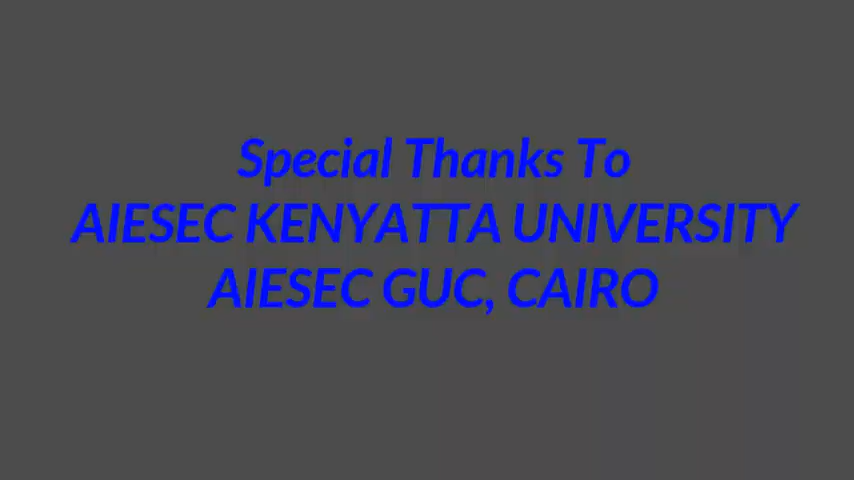 Special Thanks To
AIESEC KENYATTA UNIVERSITY
AIESEC GUC, CAIRO